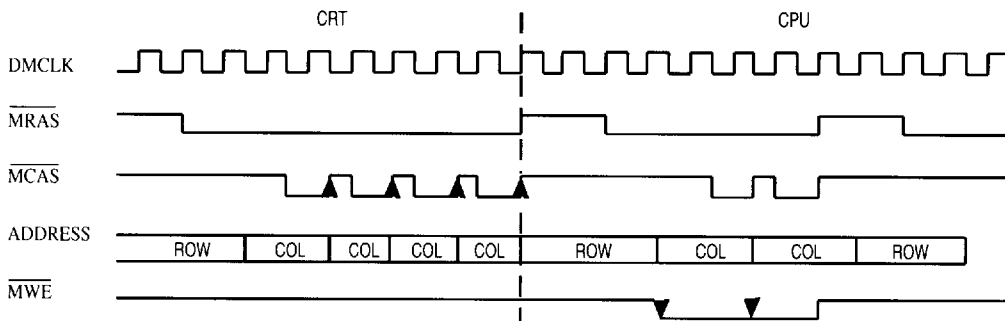 CRT CPU
DMCLK
MRAS
MCAS
ADDRESS ROW COL COL COL COL ROW COL COL ROW
MWE